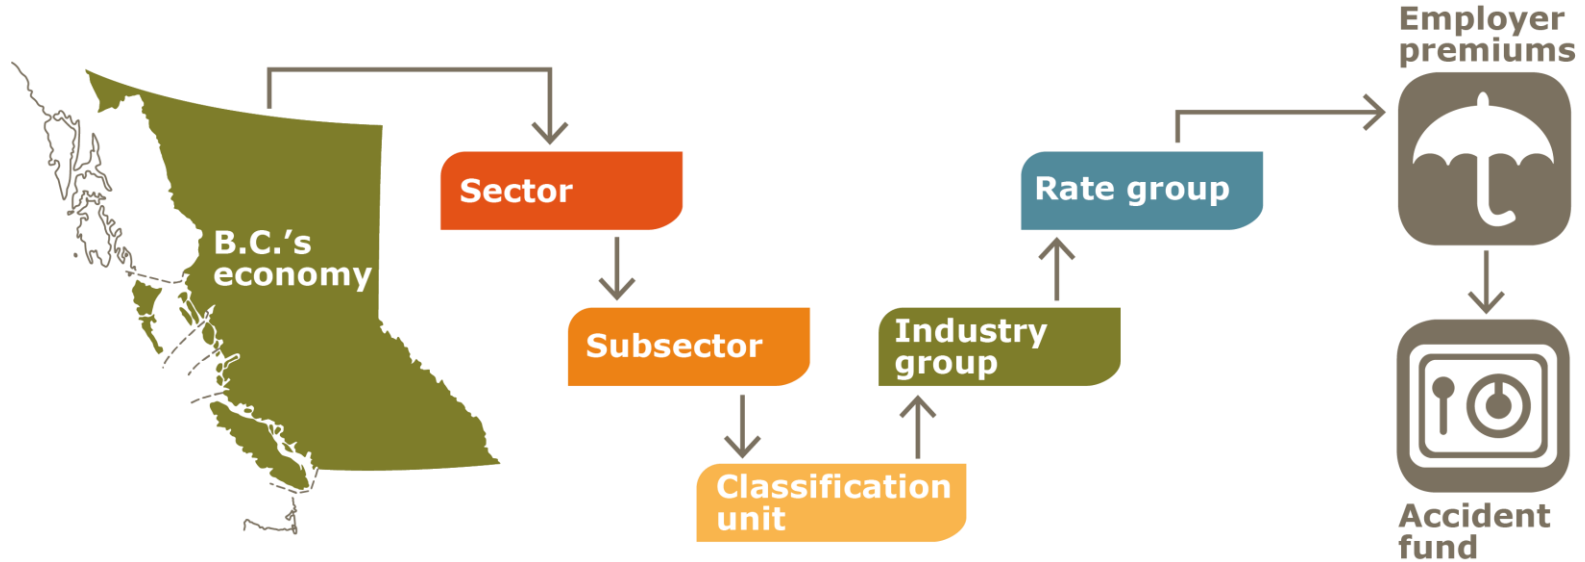 B.C.’s
economy
Sector
Subsector
Classification
unit
Industry
group
Rate group
Employer
premiums
Accident
fund